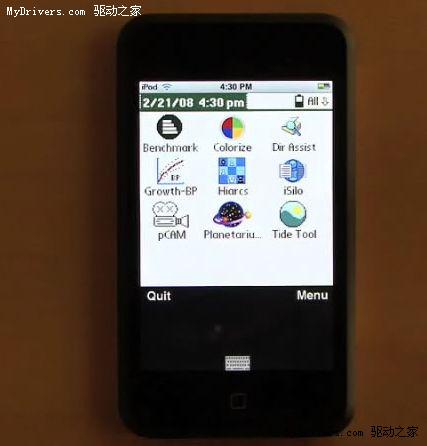 MyDrivers.com 驱动之家
iPod 4:30 PM
2/21/08 4:30 pm All
Benchmark Colorize Dir Assist
BP
Growth-BP Hiarcs iSilo
pCAM Planetariu... Tide Tool
Quit Menu
s.com 驱动之家